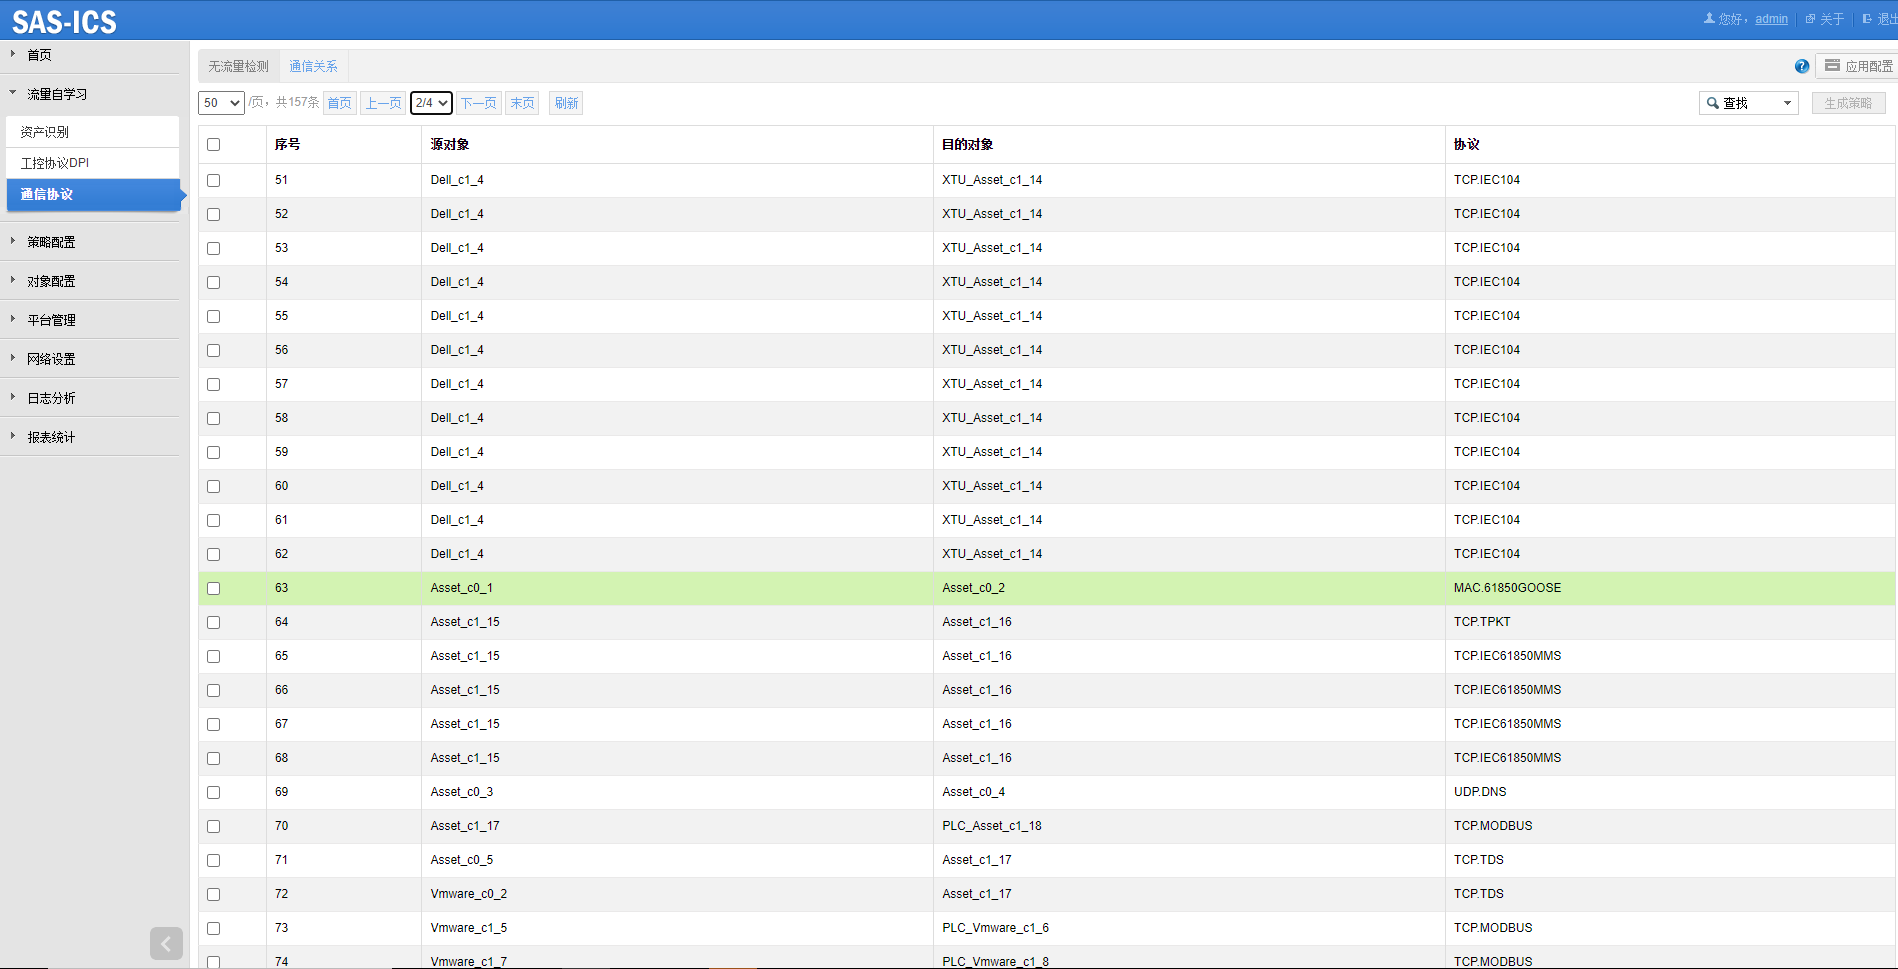 SAS-ICS
您好，admin 关于 退出
首页
流量自学习
资产识别
工控协议DPI
通信协议
策略配置
对象配置
平台管理
网络设置
日志分析
报表统计
无流量检测 通信关系 应用配置
50 /页，共157条 首页 上一页 2/4 下一页 末页 刷新 查找 生成策略
序号 源对象 目的对象 协议
51 Dell_c1_4 XTU_Asset_c1_14 TCP.IEC104
52 Dell_c1_4 XTU_Asset_c1_14 TCP.IEC104
53 Dell_c1_4 XTU_Asset_c1_14 TCP.IEC104
54 Dell_c1_4 XTU_Asset_c1_14 TCP.IEC104
55 Dell_c1_4 XTU_Asset_c1_14 TCP.IEC104
56 Dell_c1_4 XTU_Asset_c1_14 TCP.IEC104
57 Dell_c1_4 XTU_Asset_c1_14 TCP.IEC104
58 Dell_c1_4 XTU_Asset_c1_14 TCP.IEC104
59 Dell_c1_4 XTU_Asset_c1_14 TCP.IEC104
60 Dell_c1_4 XTU_Asset_c1_14 TCP.IEC104
61 Dell_c1_4 XTU_Asset_c1_14 TCP.IEC104
62 Dell_c1_4 XTU_Asset_c1_14 TCP.IEC104
63 Asset_c0_1 Asset_c0_2 MAC.61850GOOSE
64 Asset_c1_15 Asset_c1_16 TCP.TPKT
65 Asset_c1_15 Asset_c1_16 TCP.IEC61850MMS
66 Asset_c1_15 Asset_c1_16 TCP.IEC61850MMS
67 Asset_c1_15 Asset_c1_16 TCP.IEC61850MMS
68 Asset_c1_15 Asset_c1_16 TCP.IEC61850MMS
69 Asset_c0_3 Asset_c0_4 UDP.DNS
70 Asset_c1_17 PLC_Asset_c1_18 TCP.MODBUS
71 Asset_c0_5 Asset_c1_17 TCP.TDS
72 Vmware_c0_2 Asset_c1_17 TCP.TDS
73 Vmware_c1_5 PLC_Vmware_c1_6 TCP.MODBUS
74 Vmware_c1_7 PLC_Vmware_c1_8 TCP.MODBUS